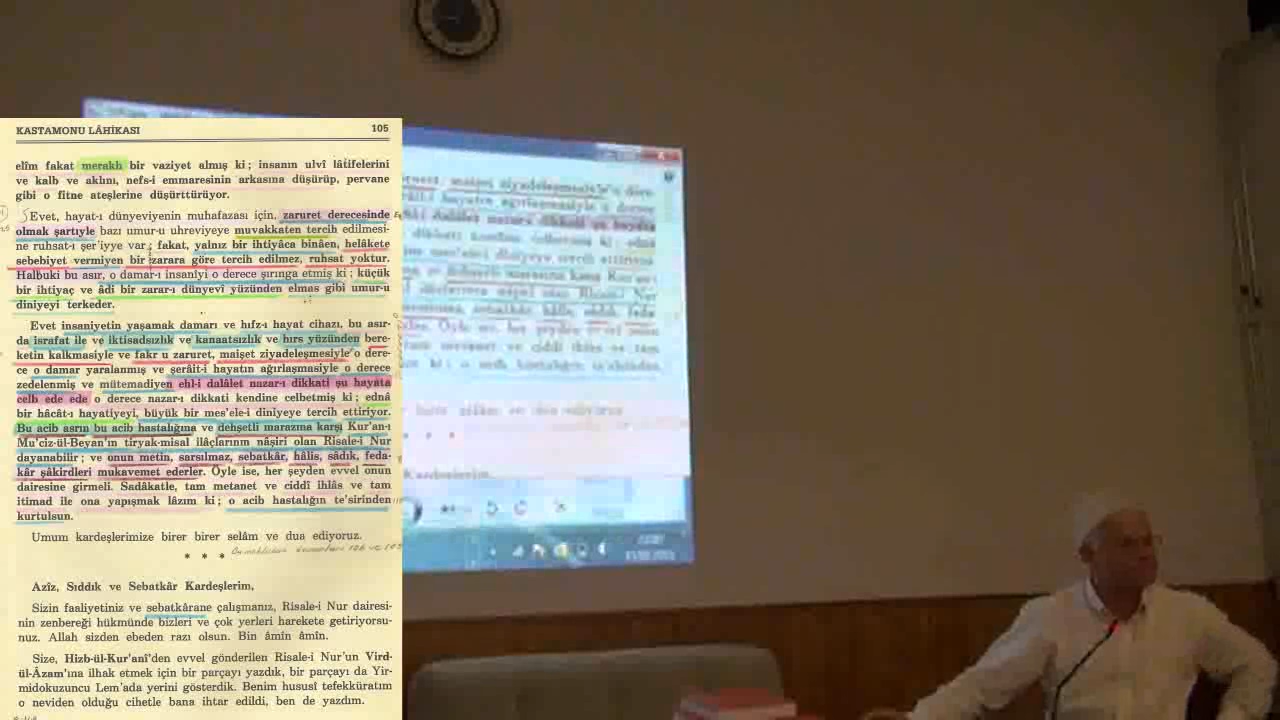 KASTAMONU LÂHİKASI 105
elîm fakat meraklı bir vaziyet almış ki; insanın ulvî lâtifelerini
ve kalb ve aklını, nefs-i emmaresinin arkasına düşürüp, pervane
gibi o fitne ateşlerine düşürttürüyor.
Evet, hayat-ı dünyeviyenin muhafazası için, zaruret derecesinde
olmak şartıyle bazı umur-u uhreviyeye muvakkaten tercih edilmesi-
ne ruhsat-ı şer'iyye var; fakat, yalnız bir ihtiyâca binâen, helâkete
sebebiyet vermiyen bir zarara göre tercih edilmez, ruhsat yoktur.
Halbuki bu asır, o damar-ı insaniyi o derece şırınga etmiş ki; küçük
bir ihtiyaç ve âdi bir zarar-ı dünyevî yüzünden elmas gibi umur-u
diniyeyi terkeder.
Evet insaniyetin yaşamak damarı ve hıfz-ı hayat cihazı, bu asır-
da israfat ile ve iktisadsızlık ve kanaatsızlık ve hırs yüzünden bere-
ketin kalkmasiyle ve fakr u zaruret, maişet ziyadeleşmesiyle o dere-
ce o damar yaralanmış ve şerâit-i hayatın ağırlaşmasiyle o derece
zedelenmiş ve mütemadiyen ehl-i dalâlet nazar-ı dikkati şu hayata
celb ede ede o derece nazar-ı dikkati kendine celbetmiş ki; ednâ
bir hâcât-ı hayatiyeyi, büyük bir mes'ele-i diniyeye tercih ettiriyor.
Bu acib asrın bu acib hastalığına ve dehşetli marazına karşı Kur'an-ı
Mu'ciz-ül-Beyan'ın tiryak-misal ilâçlarının nâşiri olan Risale-i Nur
dayanabilir; ve onun metin, sarsılmaz, sebatkâr, hâlis, sâdık, feda-
kâr şâkirdleri mukavemet ederler. Öyle ise, her şeyden evvel onun
dairesine girmeli. Sadâkatle, tam metanet ve ciddî ihlâs ve tam
itimad ile ona yapışmak lâzım ki; o acib hastalığın te'sirinden
kurtulsun.
Umum kardeşlerimize birer birer selâm ve dua ediyoruz.
* * *
Azîz, Sıddık ve Sebatkâr Kardeşlerim,
Sizin faaliyetiniz ve sebatkârane çalışmanız, Risale-i Nur dairesi-
nin zenbereği hükmünde bizleri ve çok yerleri harekete getiriyorsu-
nuz. Allah sizden ebeden razı olsun. Bin âmîn âmîn.
Size, Hizb-ül-Kur'anî'den evvel gönderilen Risale-i Nur'un Vird-
ül-Âzam'ına ilhak etmek için bir parçayı yazdık, bir parçayı da Yir-
midokuzuncu Lem'ada yerini gösterdik. Benim hususî tefekküratım
o neviden olduğu cihetle bana ihtar edildi, ben de yazdım.